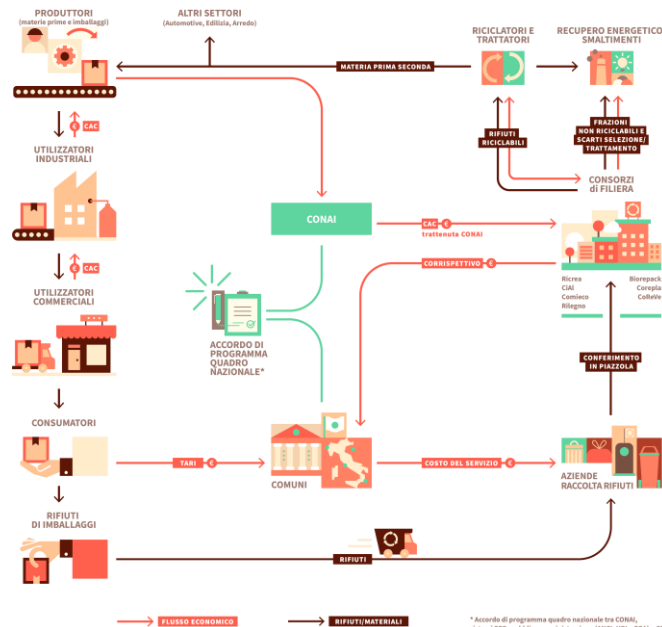 PRODUTTORI
(materie prime e imballaggi)
ALTRI SETTORI
(Automotive, Edilizia, Arredo)
RICICLATORI E
TRATTATORI
RECUPERO ENERGETICO
SMALTIMENTI
MATERIA PRIMA SECONDA
€ CAC
UTILIZZATORI
INDUSTRIALI
RIFIUTI
RICICLABILI
FRAZIONI
NON RICICLABILI E
SCARTI SELEZIONE/
TRATTAMENTO
CONSORZI
di FILIERA
CONAI
CAC €
trattenuta CONAI
CORRISPETTIVO €
€ CAC
UTILIZZATORI
COMMERCIALI
Ricrea
CiAl
Comieco
Rilegno
Biorepack
Corepla
CoReVe
ACCORDO DI
PROGRAMMA
QUADRO
NAZIONALE*
CONFERIMENTO
IN PIAZZOLA
CONSUMATORI
TARI €
COMUNI
COSTO DEL SERVIZIO €
AZIENDE
RACCOLTA RIFIUTI
RIFIUTI
DI IMBALLAGGI
RIFIUTI
FLUSSO ECONOMICO
RIFIUTI/MATERIALI
* Accordo di programma quadro nazionale tra CONAI,